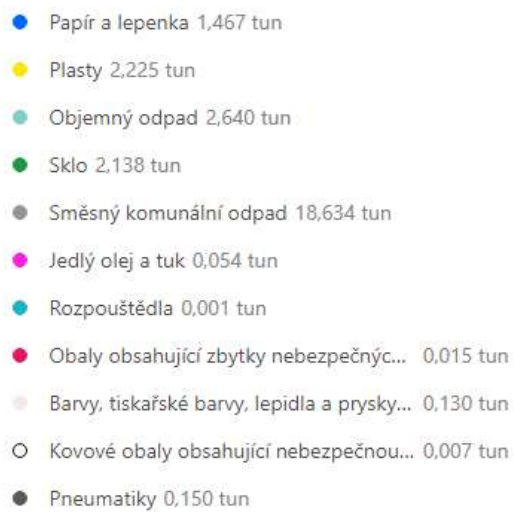 Papír a lepenka 1,467 tun
Plasty 2,225 tun
Objemný odpad 2,640 tun
Sklo 2,138 tun
Směsný komunální odpad 18,634 tun
Jedlý olej a tuk 0,054 tun
Rozpouštědla 0,001 tun
Obaly obsahující zbytky nebezpečnýc... 0,015 tun
Barvy, tiskařské barvy, lepidla a prysky... 0,130 tun
Kovové obaly obsahující nebezpečnou... 0,007 tun
Pneumatiky 0,150 tun